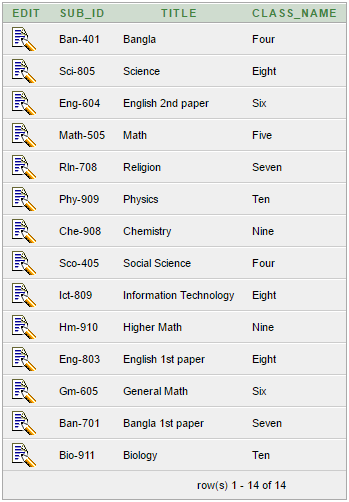 EDIT SUB_ID TITLE CLASS_NAME
Ban-401 Bangla Four
Sci-805 Science Eight
Eng-604 English 2nd paper Six
Math-505 Math Five
Rln-708 Religion Seven
Phy-909 Physics Ten
Che-908 Chemistry Nine
Sco-405 Social Science Four
Ict-809 Information Technology Eight
Hm-910 Higher Math Nine
Eng-803 English 1st paper Eight
Gm-605 General Math Six
Ban-701 Bangla 1st paper Seven
Bio-911 Biology Ten
row(s) 1 - 14 of 14